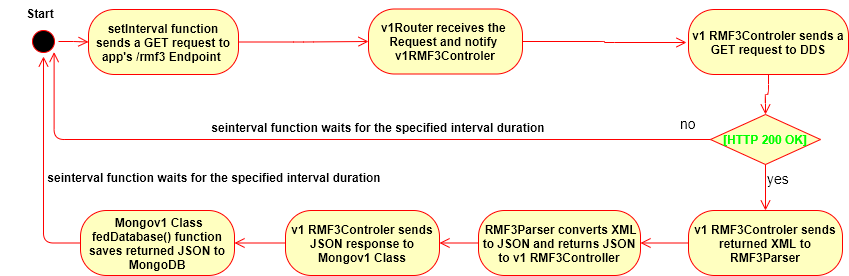 Start
setInterval function
sends a GET request to
app's /rmf3 Endpoint
v1Router receives the
Request and notify
v1RMF3Controler
v1 RMF3Controler sends a
GET request to DDS
[HTTP 200 OK]
no
seinterval function waits for the specified interval duration
yes
v1 RMF3Controler sends
returned XML to
RMF3Parser
RMF3Parser converts XML
to JSON and returns JSON
to v1 RMF3Controller
v1 RMF3Controler sends
JSON response to
Mongov1 Class
Mongov1 Class
fedDatabase() function
saves returned JSON to
MongoDB
seinterval function waits for the specified interval duration